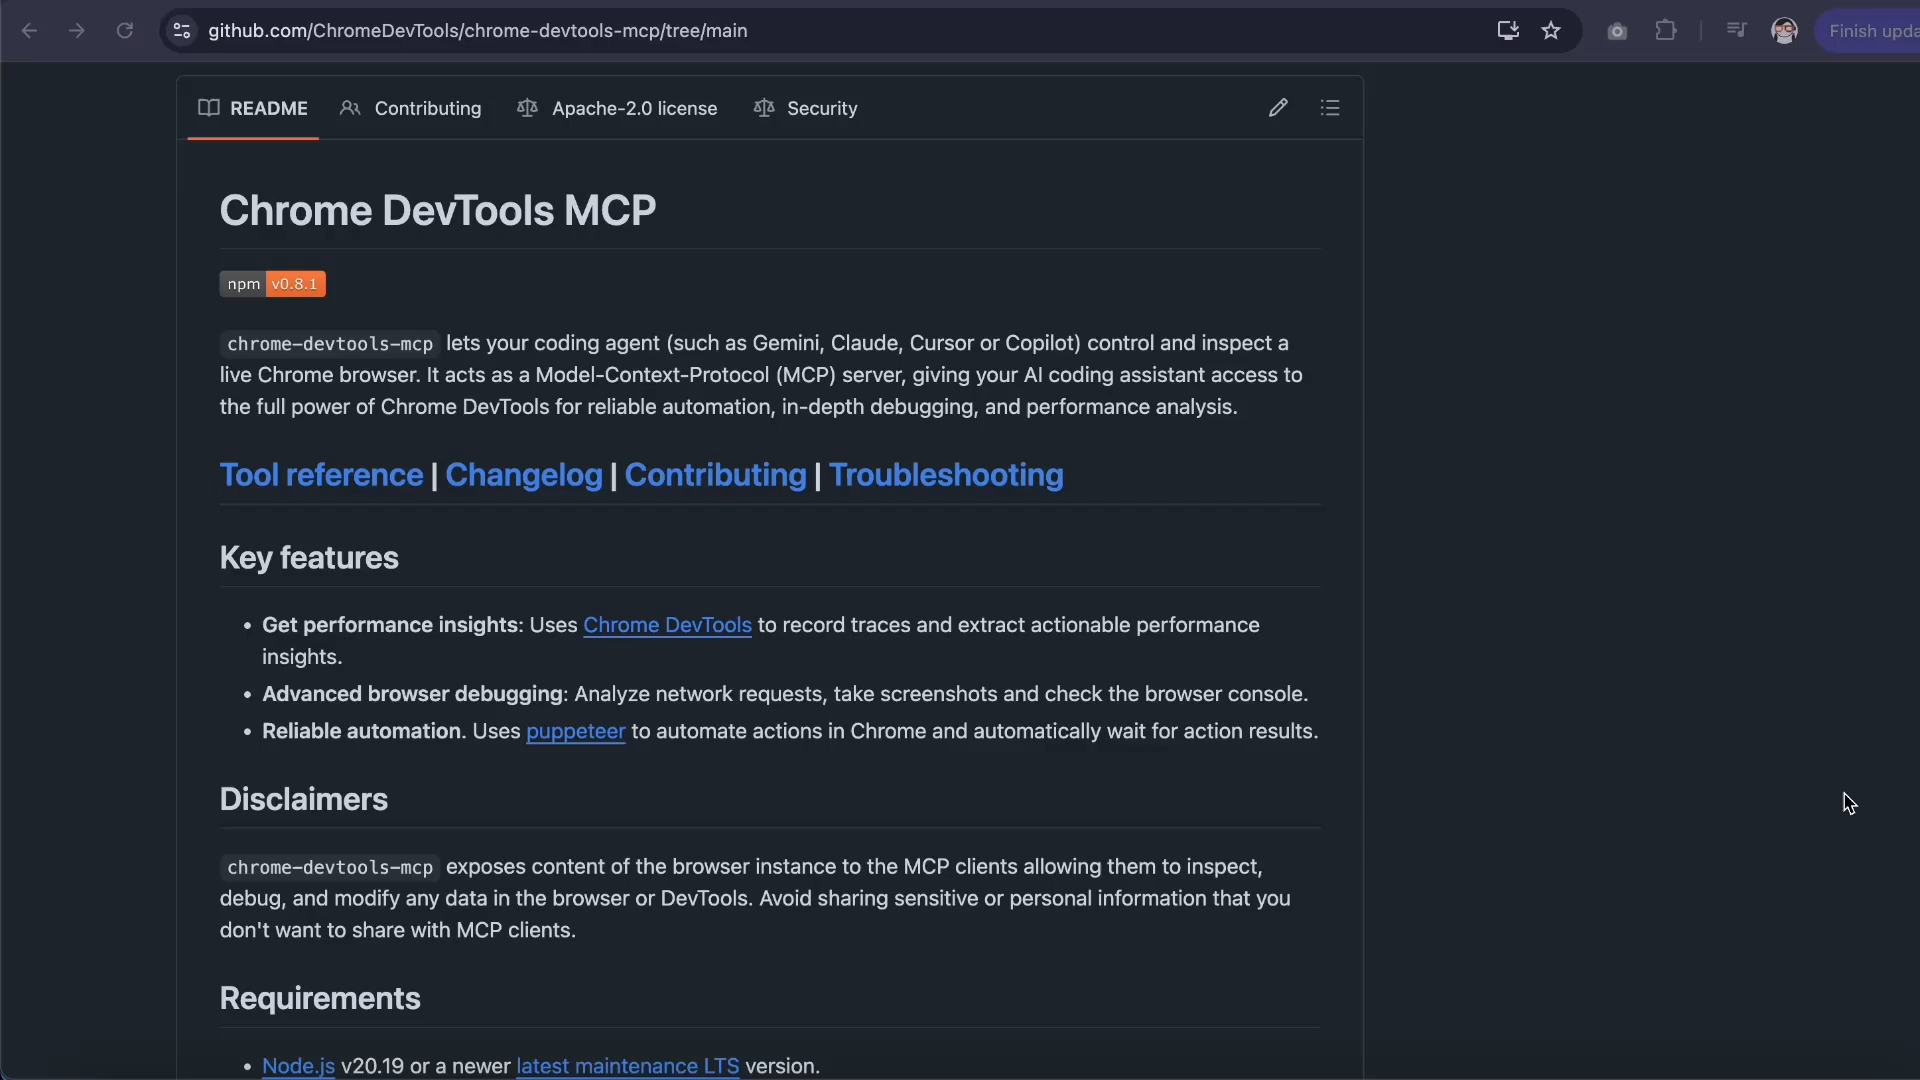 github.com/ChromeDevTools/chrome-devtools-mcp/tree/main
Finish upda
README Contributing Apache-2.0 license Security
Chrome DevTools MCP
npm v0.8.1
chrome-devtools-mcp lets your coding agent (such as Gemini, Claude, Cursor or Copilot) control and inspect a
live Chrome browser. It acts as a Model-Context-Protocol (MCP) server, giving your AI coding assistant access to
the full power of Chrome DevTools for reliable automation, in-depth debugging, and performance analysis.
Tool reference | Changelog | Contributing | Troubleshooting
Key features
• Get performance insights: Uses Chrome DevTools to record traces and extract actionable performance
insights.
• Advanced browser debugging: Analyze network requests, take screenshots and check the browser console.
• Reliable automation. Uses puppeteer to automate actions in Chrome and automatically wait for action results.
Disclaimers
chrome-devtools-mcp exposes content of the browser instance to the MCP clients allowing them to inspect,
debug, and modify any data in the browser or DevTools. Avoid sharing sensitive or personal information that you
don't want to share with MCP clients.
Requirements
• Node.js v20.19 or a newer latest maintenance LTS version.